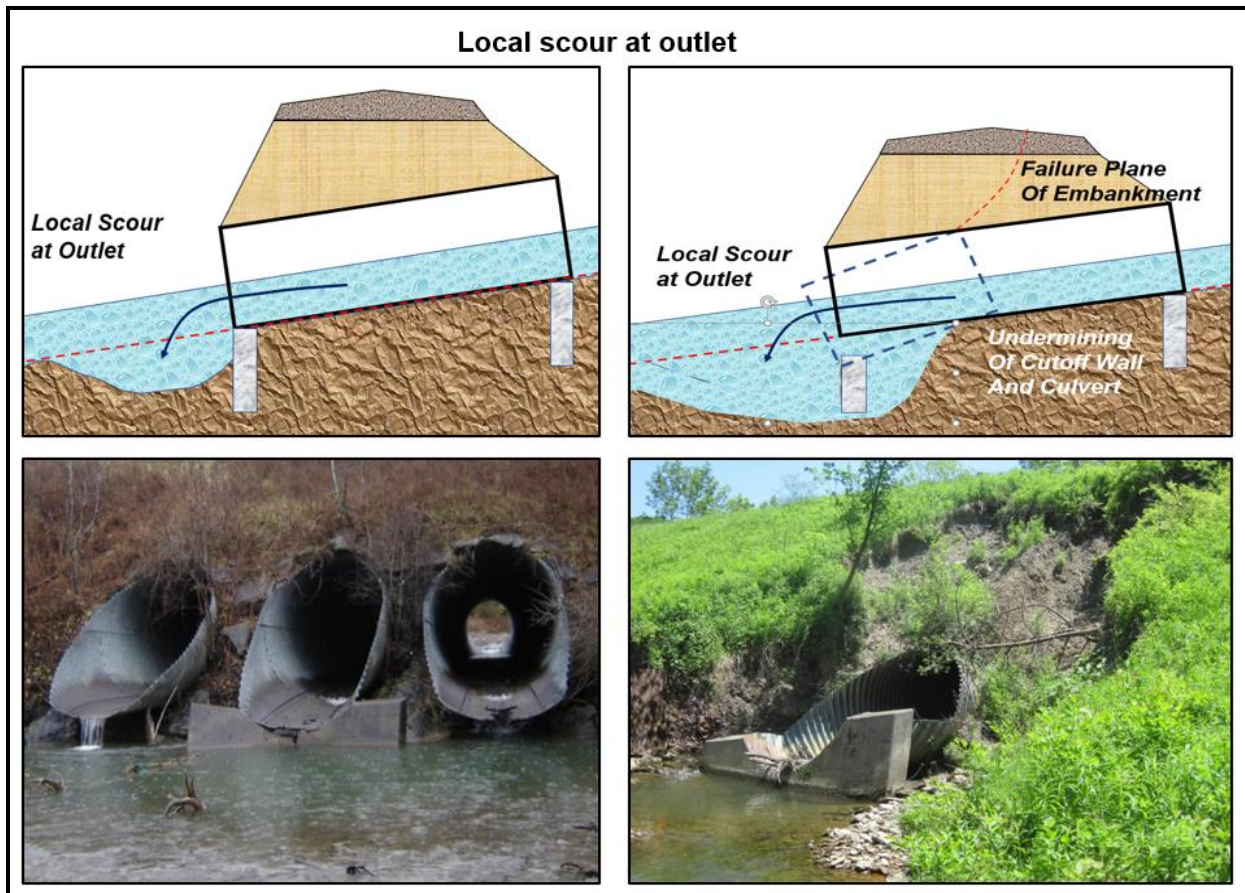 Local scour at outlet
Local Scour
at Outlet
Failure Plane
Of Embankment
Local Scour
at Outlet
Undermining
Of Cutoff Wall
And Culvert